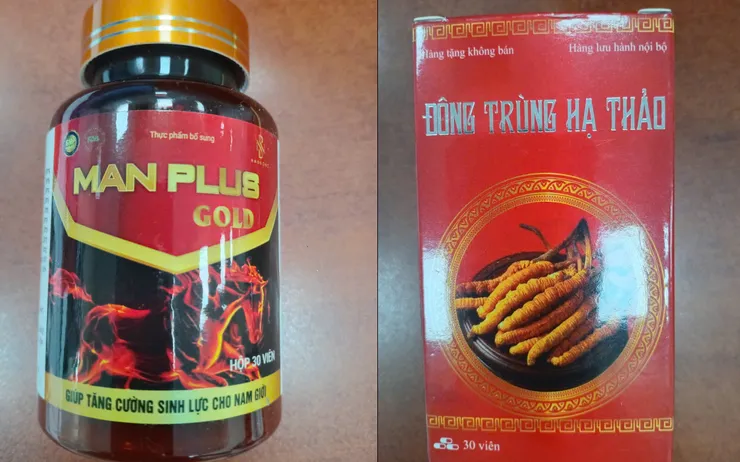 Thực phẩm bổ sung
MAN PLUS
GOLD
HỘP 30 VIÊN
GIÚP TĂNG CƯỜNG SINH LỰC CHO NAM GIỚI
Hàng tặng không bán
Hàng lưu hành nội bộ
ĐÔNG TRÙNG HẠ THẢO
30 viên